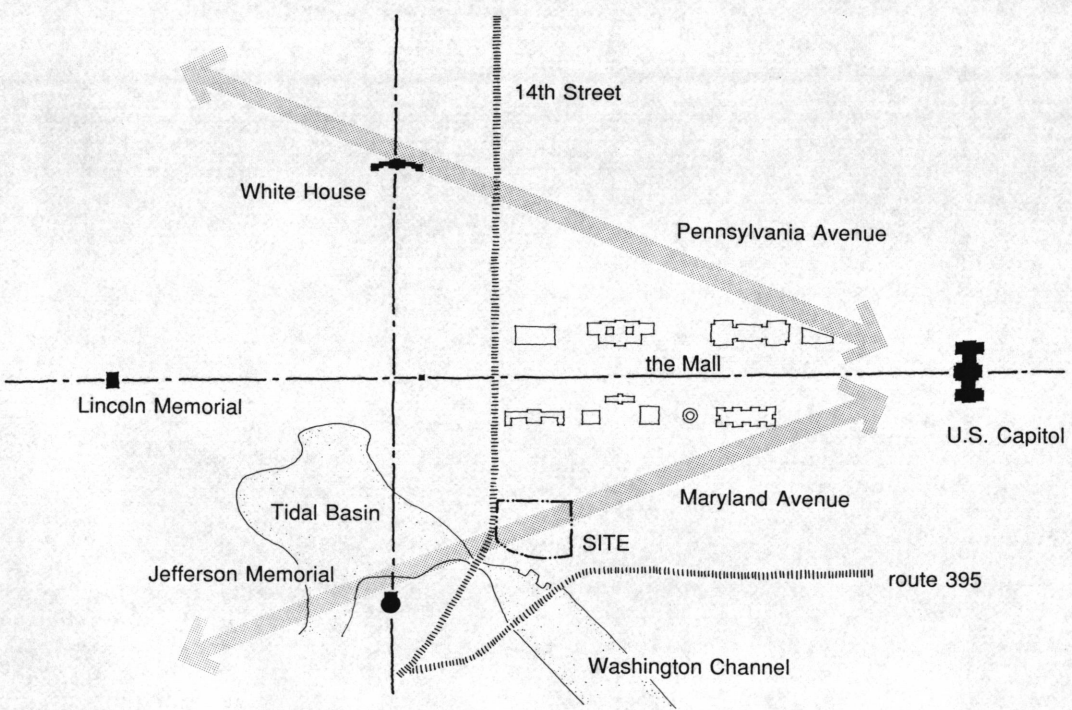 14th Street
White House
Pennsylvania Avenue
the Mall
Lincoln Memorial
U.S. Capitol
Maryland Avenue
Tidal Basin
SITE
Jefferson Memorial
route 395
Washington Channel